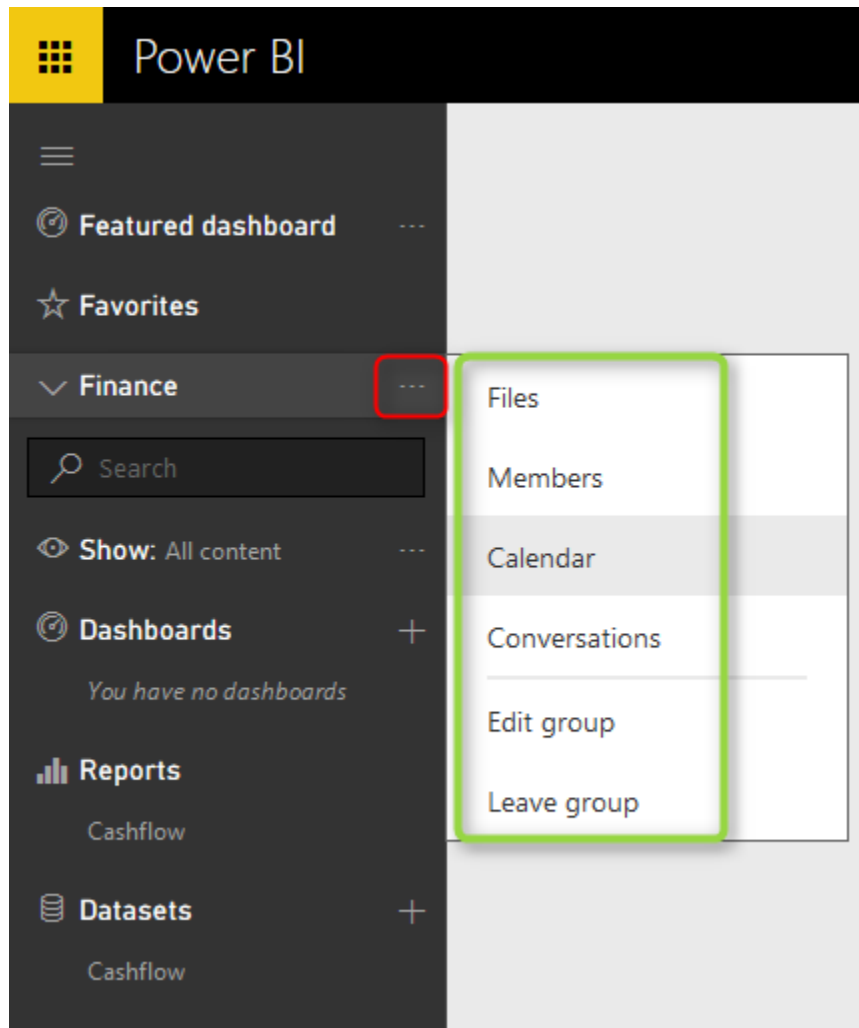 Power BI
Featured dashboard
Favorites
Finance
Search
Show: All content
Dashboards
You have no dashboards
Reports
Cashflow
Datasets
Cashflow
Files
Members
Calendar
Conversations
Edit group
Leave group